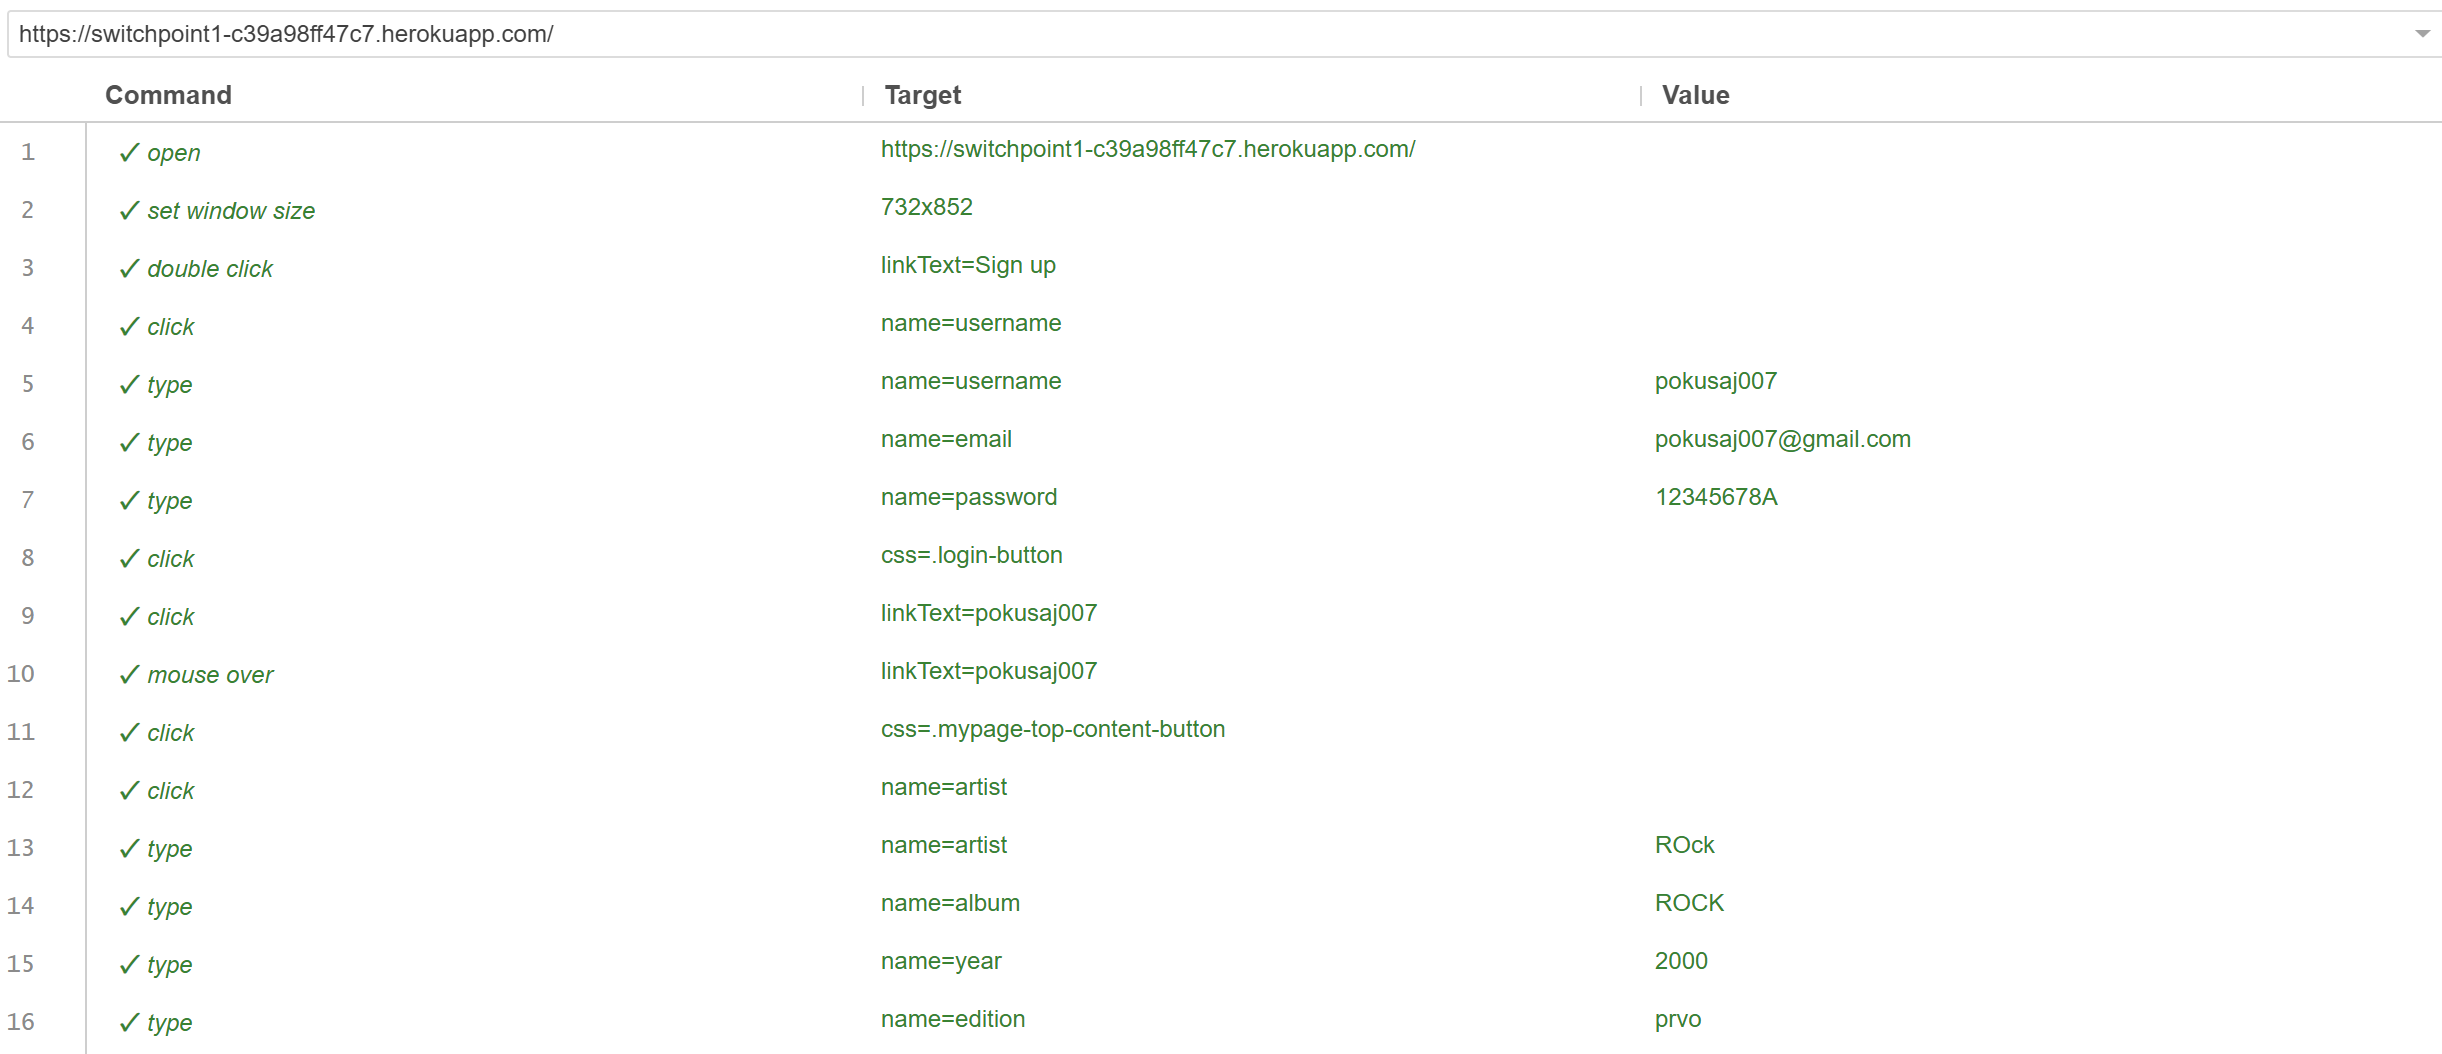 https://switchpoint1-c39a98ff47c7.herokuapp.com/
Command Target Value
1 ✓ open https://switchpoint1-c39a98ff47c7.herokuapp.com/
2 ✓ set window size 732x852
3 ✓ double click linkText=Sign up
4 ✓ click name=username
5 ✓ type name=username pokusaj007
6 ✓ type name=email pokusaj007@gmail.com
7 ✓ type name=password 12345678A
8 ✓ click css=.login-button
9 ✓ click linkText=pokusaj007
10 ✓ mouse over linkText=pokusaj007
11 ✓ click css=.mypage-top-content-button
12 ✓ click name=artist
13 ✓ type name=artist ROck
14 ✓ type name=album ROCK
15 ✓ type name=year 2000
16 ✓ type name=edition prvo